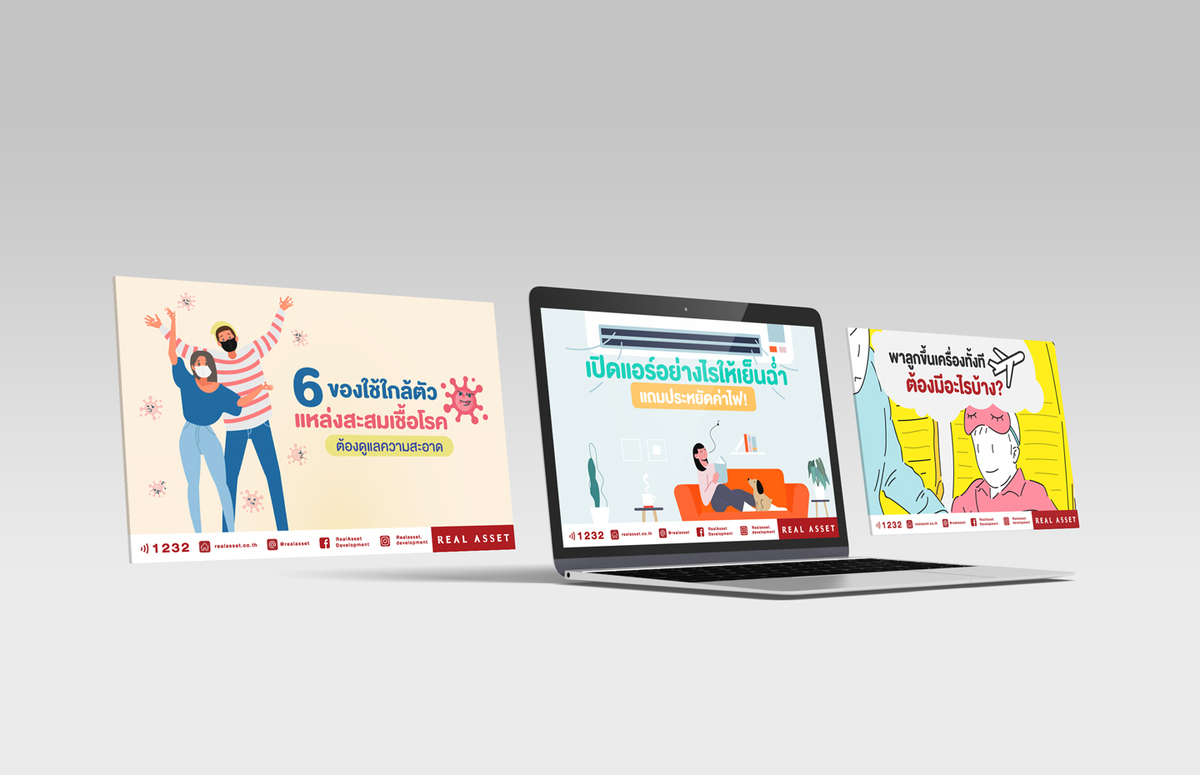 6 ของใช้ใกล้ตัว
แหล่งสะสมเชื้อโรค
ต้องดูแลความสะอาด
1232
realasset.co.th
@realasset
RealAsset
Development
Realasset.
development
REAL ASSET
เปิดแอร์อย่างไรให้เย็นฉ่ำ
แถมประหยัดค่าไฟ!
1232
realasset.co.th
@realasset
RealAsset
Development
Realasset.
development
REAL ASSET
พาลูกขึ้นเครื่องทั้งที
ต้องมีอะไรบ้าง?
1232
realasset.co.th
@realasset
RealAsset
Development
Realasset.
development
REAL ASSET